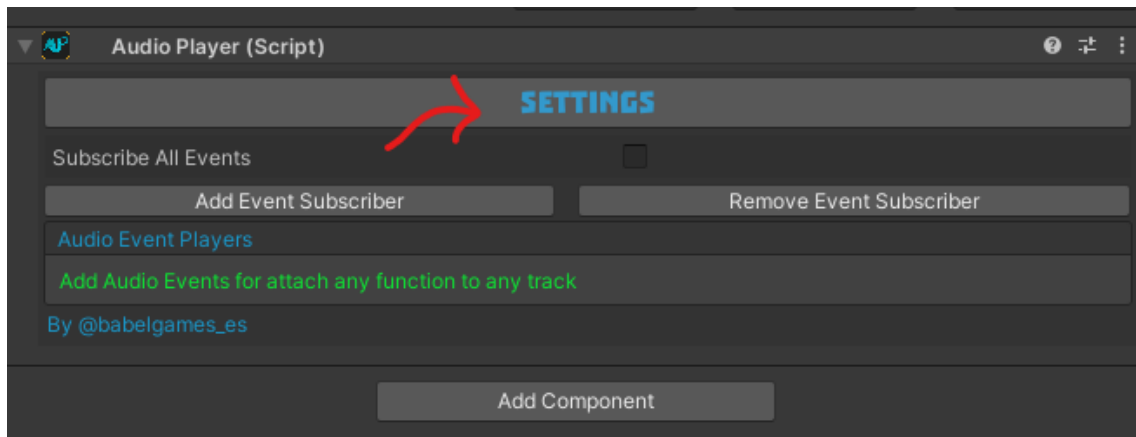 Audio Player (Script)
SETTINGS
Subscribe All Events
Add Event Subscriber Remove Event Subscriber
Audio Event Players
Add Audio Events for attach any function to any track
By @babelgames_es
Add Component